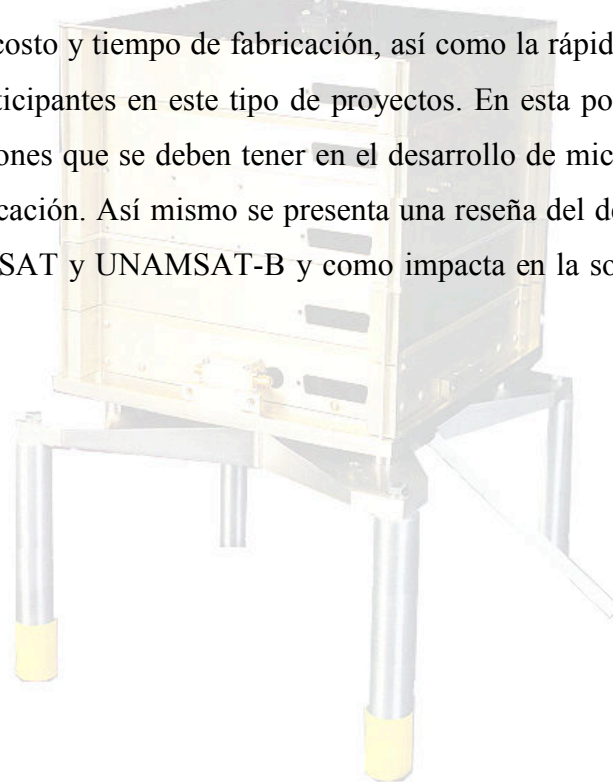 costo y tiempo de fabricación, así como la rápid
ticipantes en este tipo de proyectos. En esta po
iones que se deben tener en el desarrollo de mic
cación. Así mismo se presenta una reseña del de
SAT y UNAMSAT-B y como impacta en la so